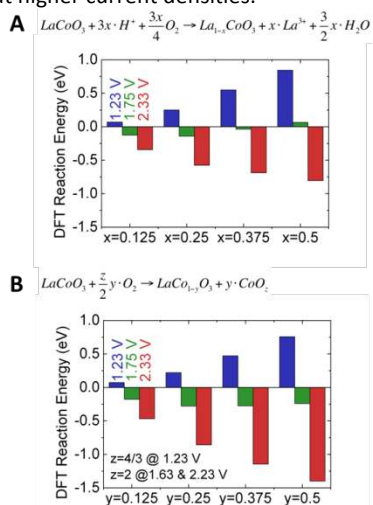 at higher current densities.
A LaCoO₃ + 3x·H⁺ + 3x/4 O₂ → La₁₋ₓCoO₃ + x·La³⁺ + 3/2 x·H₂O
DFT Reaction Energy (eV)
1.0
0.5
0.0
-0.5
-1.0
-1.5
1.23 V
1.75 V
2.33 V
x=0.125 x=0.25 x=0.375 x=0.5
B LaCoO₃ + z/2 y·O₂ → LaCo₁₋yO₃ + y·CoO_z
DFT Reaction Energy (eV)
1.0
0.5
0.0
-0.5
-1.0
-1.5
1.23 V
1.75 V
2.33 V
z=4/3 @ 1.23 V
z=2 @1.63 & 2.23 V
y=0.125 y=0.25 y=0.375 y=0.5